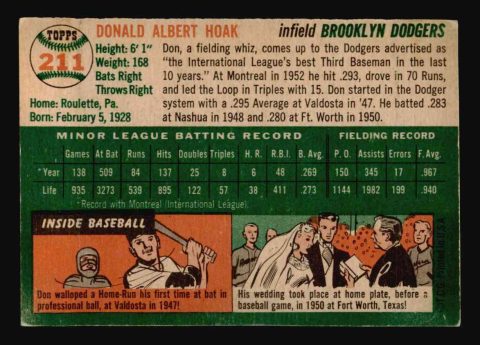 TOPPS
211
DONALD ALBERT HOAK infield BROOKLYN DODGERS
Height: 6' 1"
Weight: 168
Bats Right
Throws Right
Home: Roulette, Pa.
Born: February 5, 1928
Don, a fielding whiz, comes up to the Dodgers advertised as
"the International League's best Third Baseman in the last
10 years." At Montreal in 1952 he hit .293, drove in 70 Runs,
and led the Loop in Triples with 15. Don started in the Dodger
system with a .295 Average at Valdosta in '47. He batted .283
at Nashua in 1948 and .280 at Ft. Worth in 1950.
MINOR LEAGUE BATTING RECORD FIELDING RECORD
Games At Bat Runs Hits Doubles Triples H. R. R.B.I. B. Avg. P. O. Assists Errors F. Avg.
*Year 138 509 84 137 25 8 6 48 .269 150 345 17 .967
Life 935 3330 539 895 122 57 38 411 .269 1144 1982 199 .940
*Record with Montreal (International League).
INSIDE BASEBALL
Don walloped a Home-Run his first time at bat in
professional ball, at Valdosta in 1947!
His wedding took place at home plate, before a
baseball game, in 1950 at Fort Worth, Texas!
T.C.G. Printed in U.S.A.